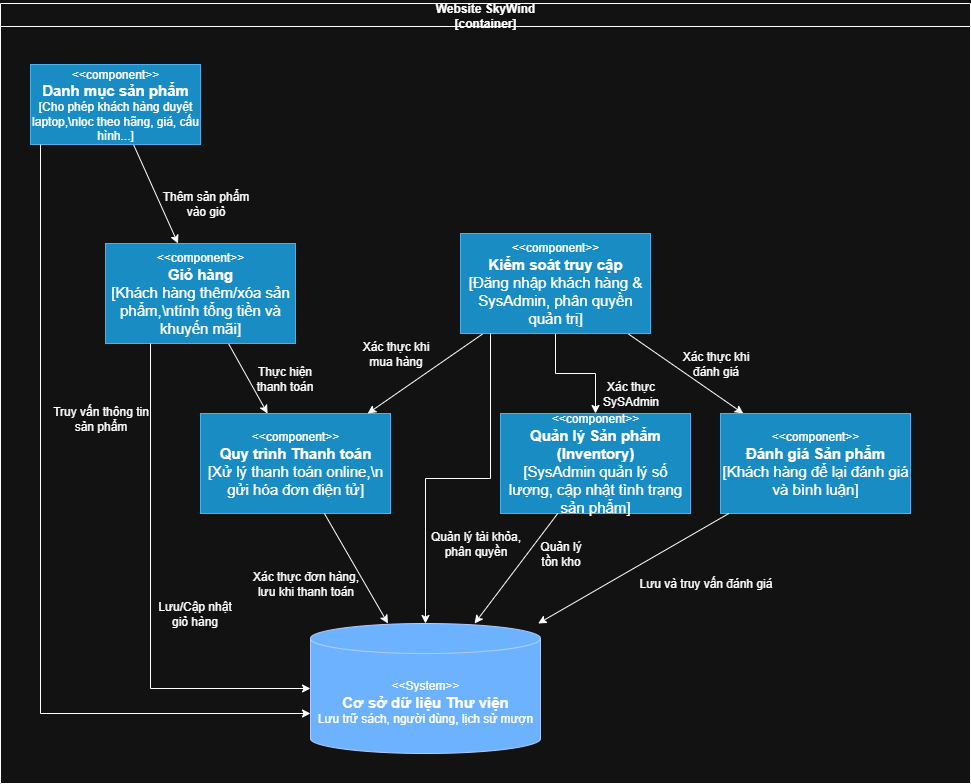 Website SkyWind
[container]
<<component>>
Danh mục sản phẩm
[Cho phép khách hàng duyệt
laptop,\nlọc theo hãng, giá, cấu
hình...]
Thêm sản phẩm
vào giỏ
<<component>>
Giỏ hàng
[Khách hàng thêm/xóa sản
phẩm,\ntính tổng tiền và
khuyến mãi]
<<component>>
Kiểm soát truy cập
[Đăng nhập khách hàng &
SysAdmin, phân quyền
quản trị]
Thực hiện
thanh toán
Xác thực khi
mua hàng
Xác thực
SySAdmin
Xác thực khi
đánh giá
Truy vấn thông tin
sản phẩm
<<component>>
Quy trình Thanh toán
[Xử lý thanh toán online,\n
gửi hóa đơn điện tử]
<<component>>
Quản lý Sản phẩm
(Inventory)
[SysAdmin quản lý số
lượng, cập nhật tình trạng
sản phẩm]
<<component>>
Đánh giá Sản phẩm
[Khách hàng để lại đánh giá
và bình luận]
Quản lý tài khỏa,
phân quyền
Quản lý
tồn kho
Xác thực đơn hàng,
lưu khi thanh toán
Lưu và truy vấn đánh giá
Lưu/Cập nhật
giỏ hàng
<<System>>
Cơ sở dữ liệu Thư viện
Lưu trữ sách, người dùng, lịch sử mượn